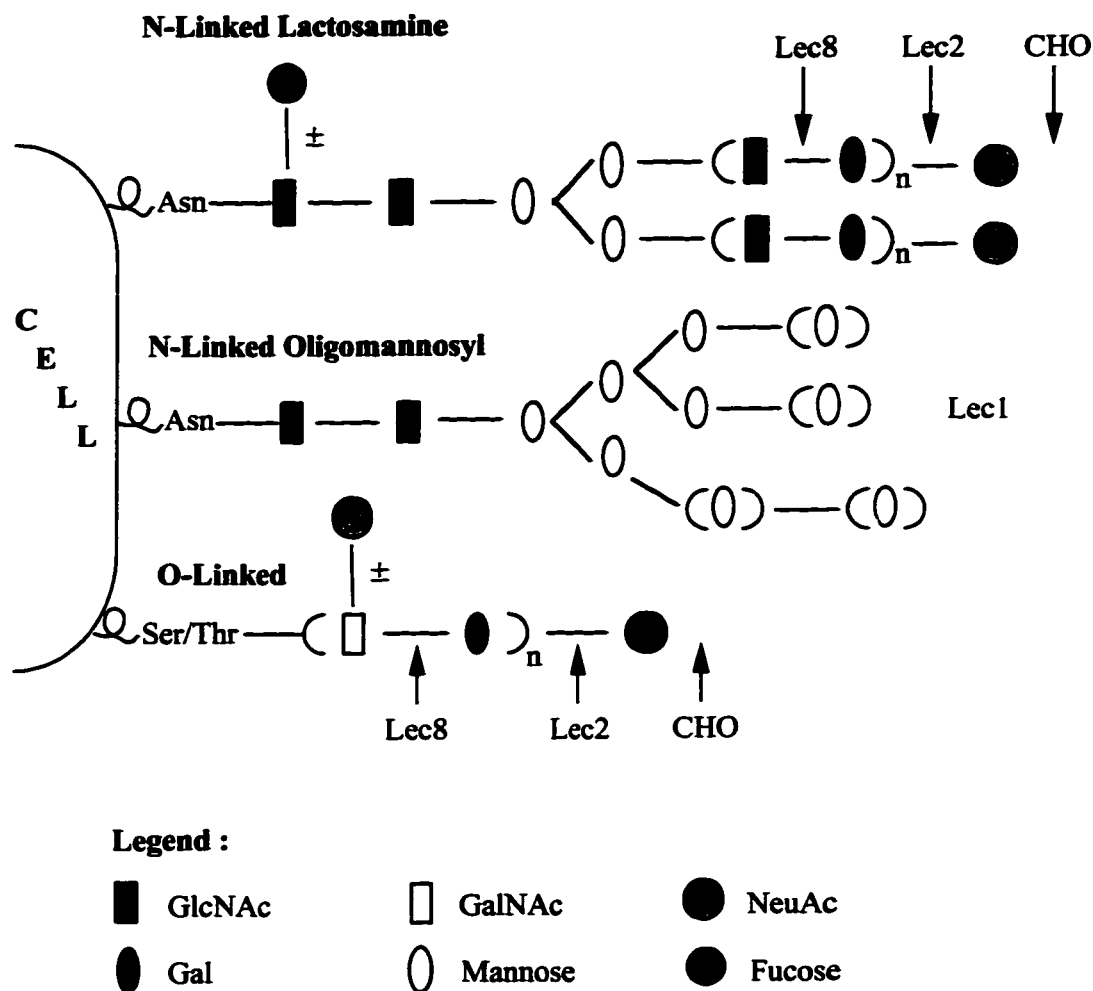 N-Linked Lactosamine
Lec8 Lec2 CHO
±
Asn
n
n
C
E
L
L
N-Linked Oligomannosyl
Asn
Lec1
O-Linked
±
Ser/Thr
n
Lec8 Lec2 CHO
Legend :
GlcNAc GalNAc NeuAc
Gal Mannose Fucose